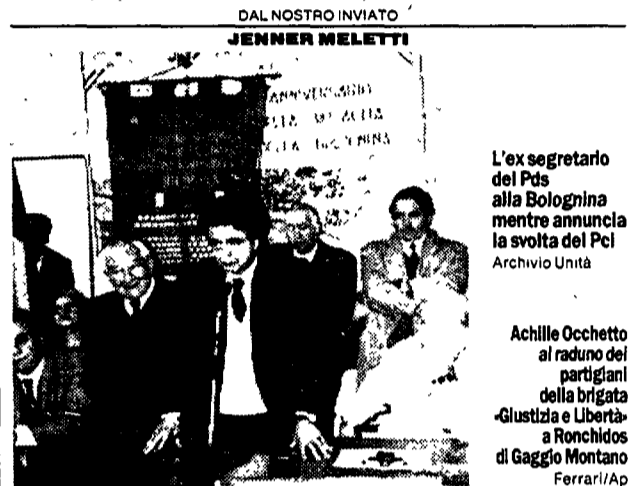 DAL NOSTRO INVIATO
JENNER MELETTI
ANNIVERSARIO
L'ex segretario
del Pds
alla Bolognina
mentre annuncia
la svolta del Pci
Archivio Unità
Achille Occhetto
al raduno dei
partigiani
della brigata
«Giustizia e Libertà»
a Ronchidos
di Gaggio Montano
Ferrari/Ap